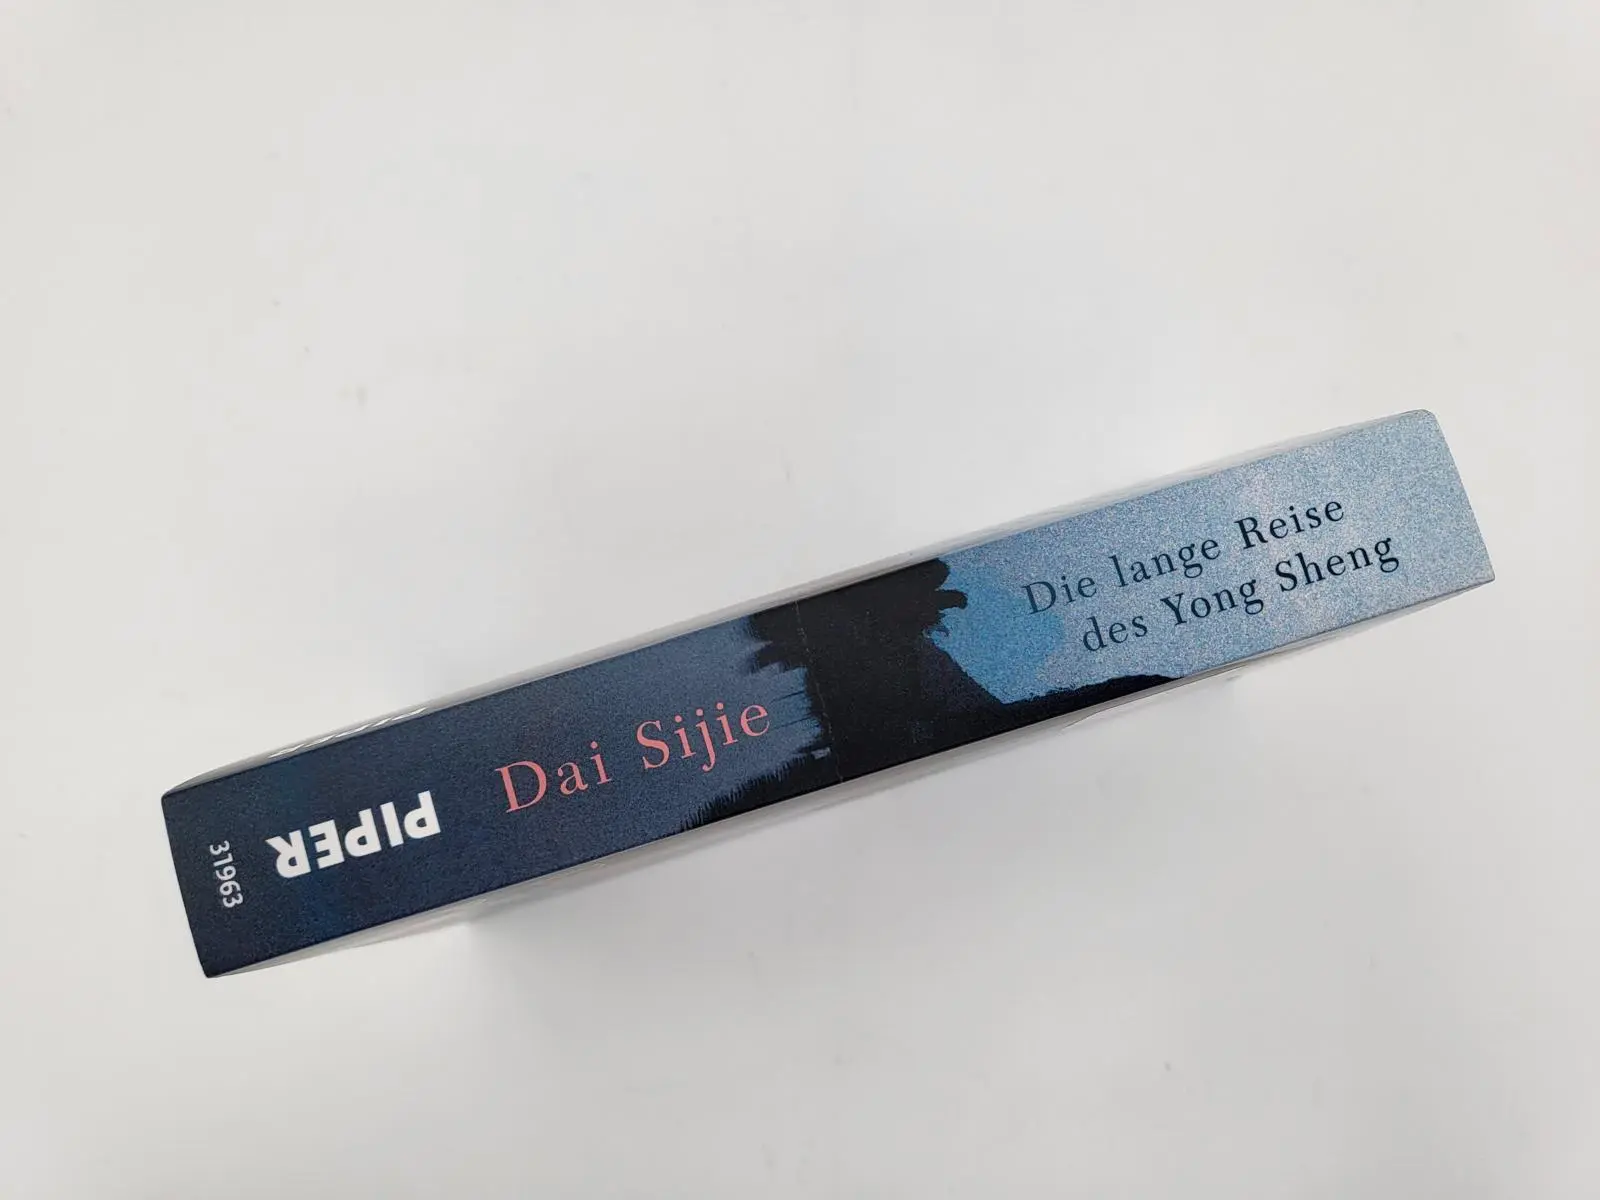 Die lange Reise
des Yong Sheng
Dai Sijie
PIPER
31963